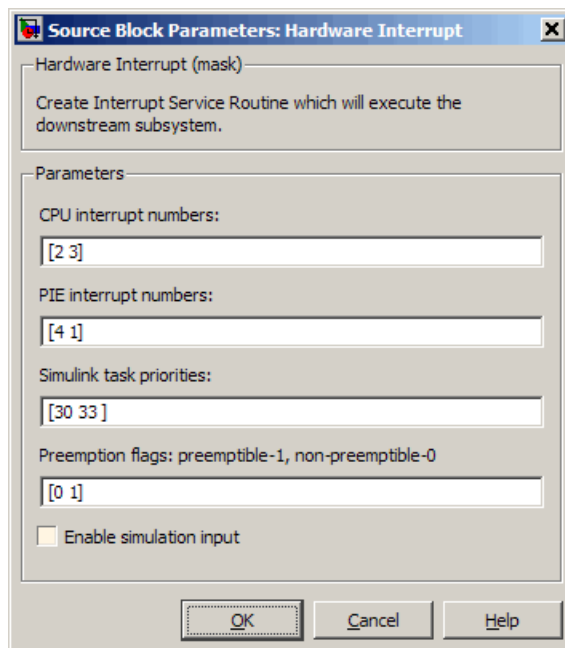 Source Block Parameters: Hardware Interrupt
Hardware Interrupt (mask)
Create Interrupt Service Routine which will execute the
downstream subsystem.
Parameters
CPU interrupt numbers:
[2 3]
PIE interrupt numbers:
[4 1]
Simulink task priorities:
[30 33 ]
Preemption flags: preemptible-1, non-preemptible-0
[0 1]
Enable simulation input
OK Cancel Help